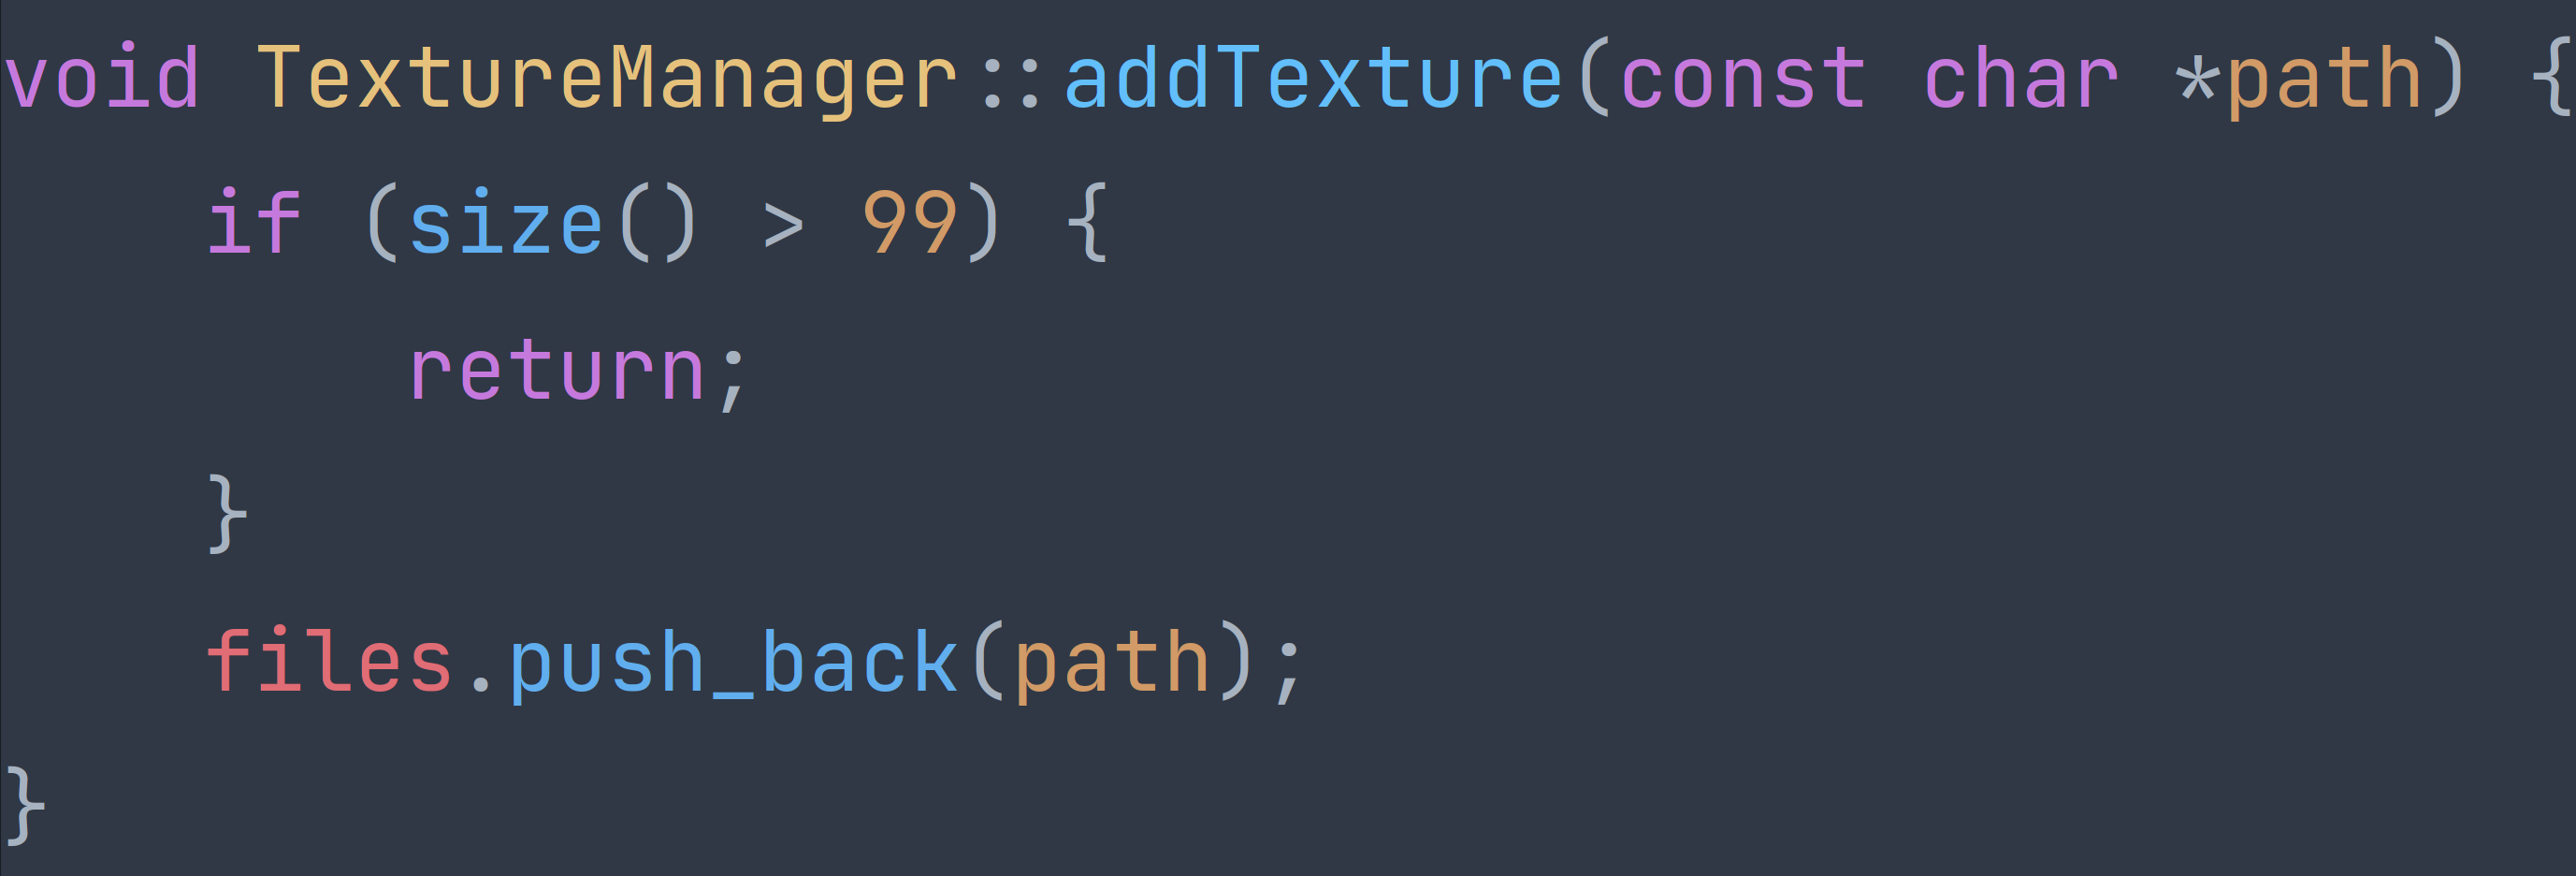 void TextureManager::addTexture(const char *path) {
    if (size() > 99) {
        return;
    }
    files.push_back(path);
}